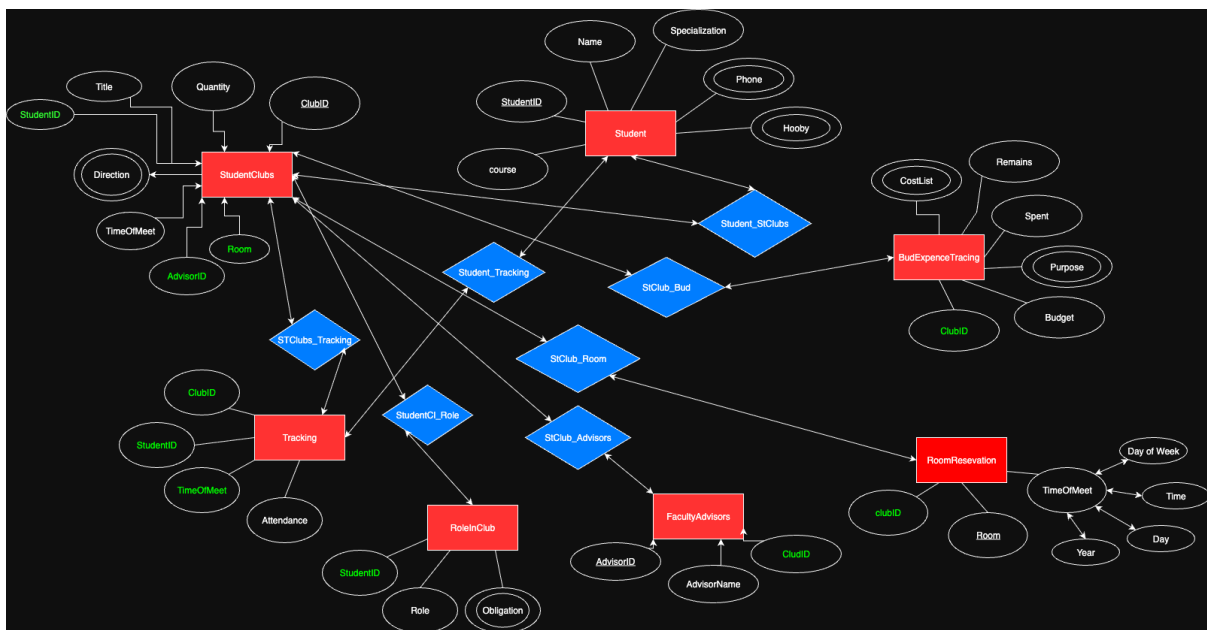 Specialization
Name
Phone
Title
Quantity
ClubID
StudentID
StudentID
Hooby
Student
course
Remains
CostList
Direction
StudentClubs
Spent
Student_StClubs
TimeOfMeet
Room
BudExpenceTracing
Purpose
AdvisorID
Student_Tracking
StClub_Bud
Budget
ClubID
STClubs_Tracking
StClub_Room
ClubID
StudentCl_Role
Tracking
StClub_Advisors
StudentID
Day of Week
RoomResevation
TimeOfMeet
TimeOfMeet
Time
Attendance
clubID
FacultyAdvisors
RoleInClub
Room
Day
Year
AdvisorID
CludID
StudentID
AdvisorName
Role
Obligation